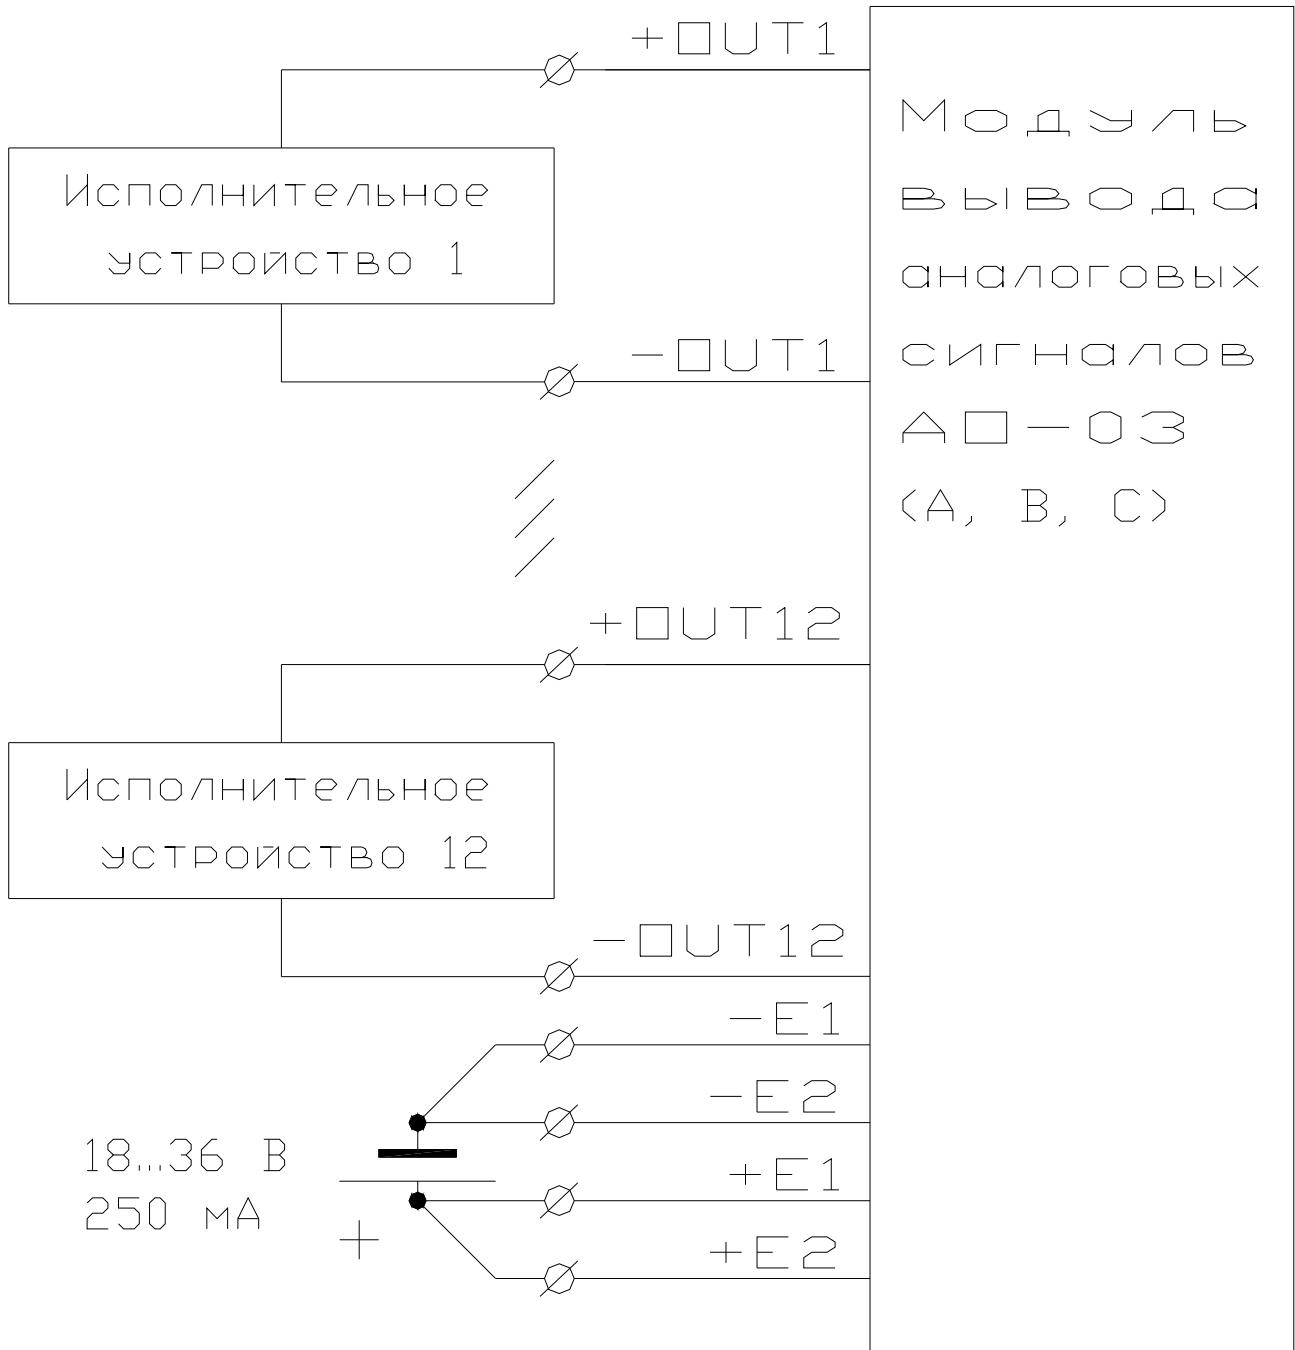 +OUT1
Модуль
вывода
аналоговых
сигналов
АО-03
(A, B, C)
Исполнительное
устройство 1
-OUT1
+OUT12
Исполнительное
устройство 12
-OUT12
-E1
-E2
18...36 В
250 мА
+
+E1
+E2